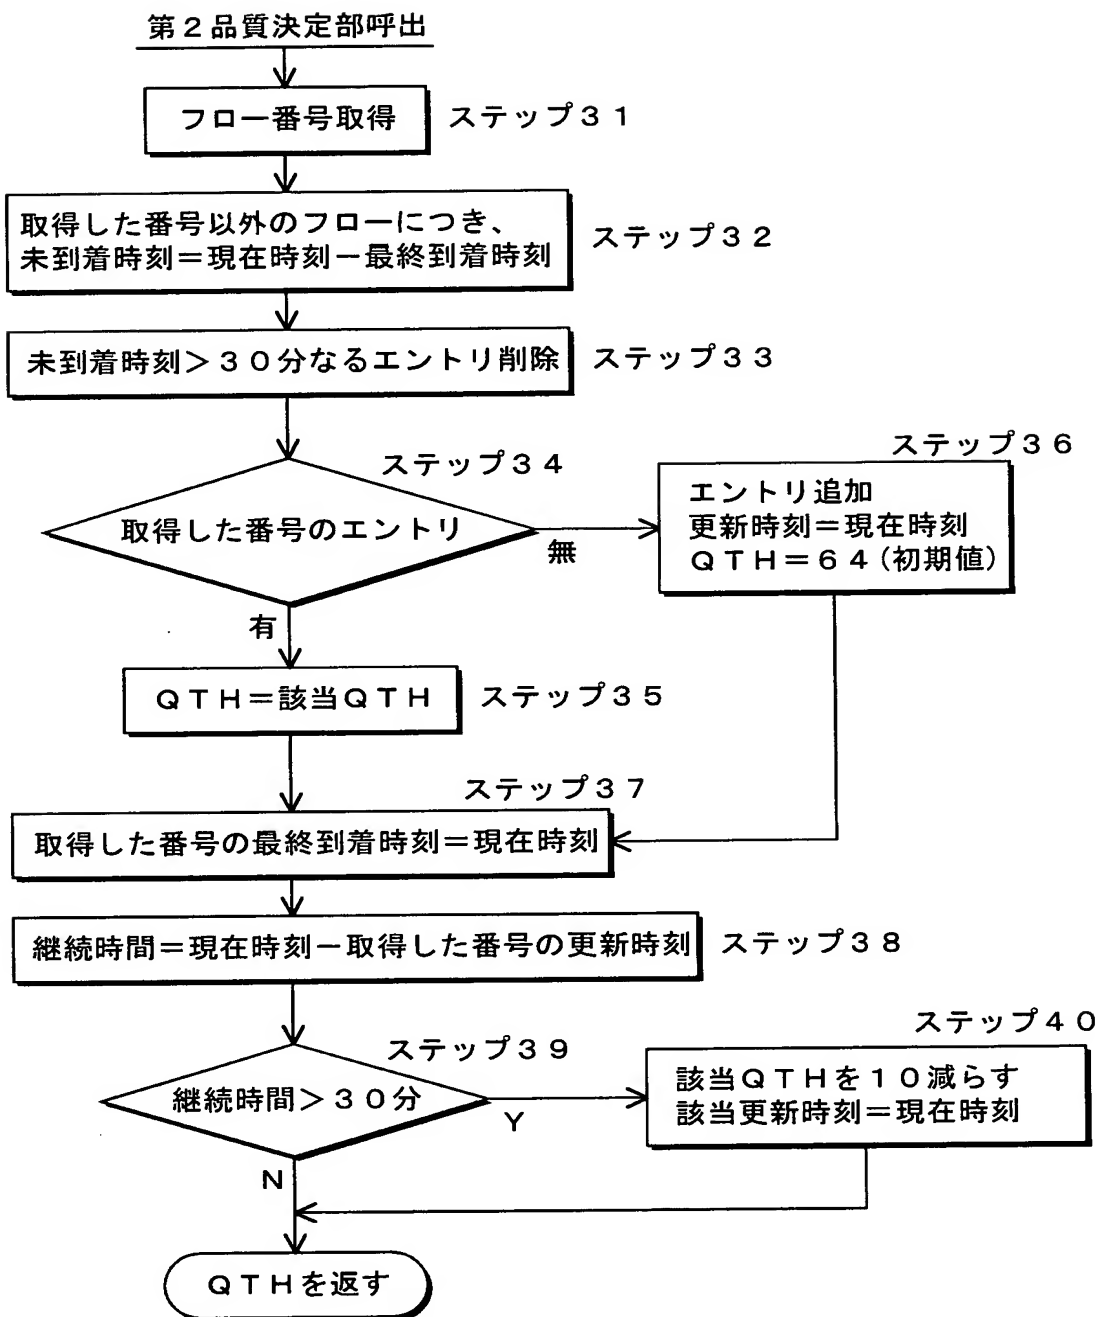 第２品質決定部呼出
フロー番号取得
ステップ３１
取得した番号以外のフローにつき、
未到着時刻＝現在時刻－最終到着時刻
ステップ３２
未到着時刻＞３０分なるエントリ削除
ステップ３３
ステップ３４
取得した番号のエントリ
無
有
ステップ３６
エントリ追加
更新時刻＝現在時刻
ＱＴＨ＝６４（初期値）
ＱＴＨ＝該当ＱＴＨ
ステップ３５
ステップ３７
取得した番号の最終到着時刻＝現在時刻
継続時間＝現在時刻－取得した番号の更新時刻
ステップ３８
ステップ３９
継続時間＞３０分
Ｙ
Ｎ
ステップ４０
該当ＱＴＨを１０減らす
該当更新時刻＝現在時刻
ＱＴＨを返す